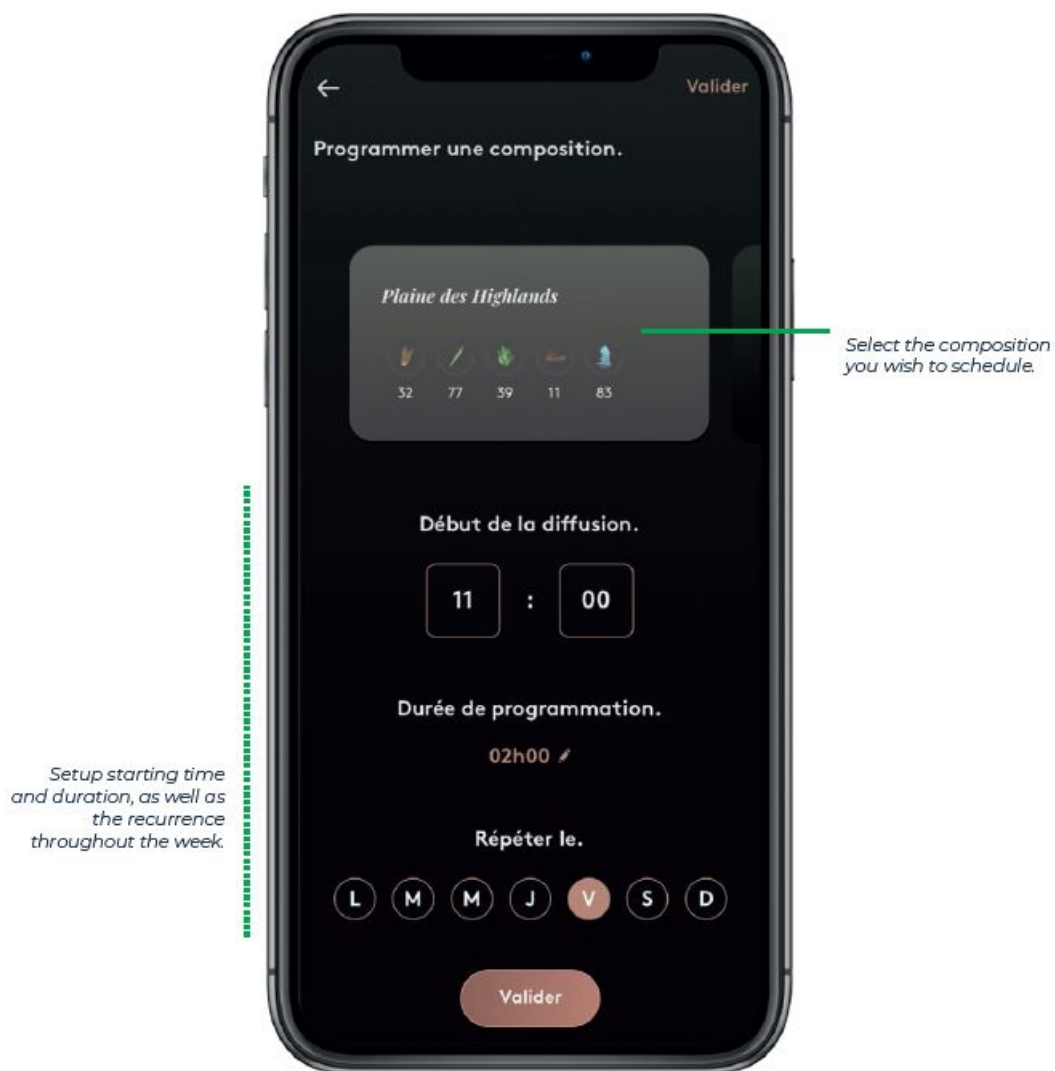 Valider
Programmer une composition.
Plaine des Highlands
32 77 39 11 83
Select the composition
you wish to schedule.
Début de la diffusion.
11 : 00
Durée de programmation.
02h00
Setup starting time
and duration, as well as
the recurrence
throughout the week.
Répéter le.
L M M J V S D
Valider